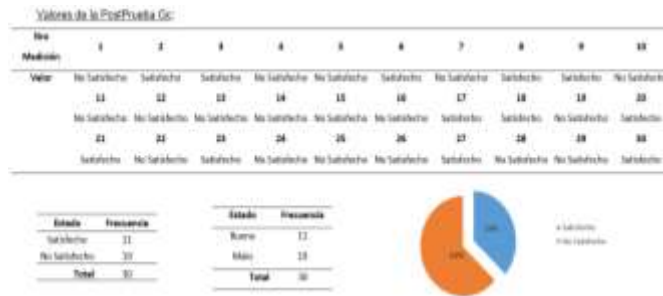 Valores de la PostPrueba Gc:
Nro Medición 1 2 3 4 5 6 7 8 9 10
Valor No Satisfecho Satisfecho Satisfecho No Satisfecho No Satisfecho Satisfecho No Satisfecho Satisfecho Satisfecho No Satisfecho
11 12 13 14 15 16 17 18 19 20
No Satisfecho No Satisfecho No Satisfecho No Satisfecho No Satisfecho No Satisfecho Satisfecho Satisfecho No Satisfecho Satisfecho
21 22 23 24 25 26 27 28 29 30
Satisfecho No Satisfecho Satisfecho No Satisfecho No Satisfecho No Satisfecho Satisfecho No Satisfecho No Satisfecho Satisfecho
Estado Frecuencia
Satisfecho 11
No Satisfecho
Total 30
Estado Frecuencia
Bueno 11
Malo
Total 30
Satisfecho
No Satisfecho